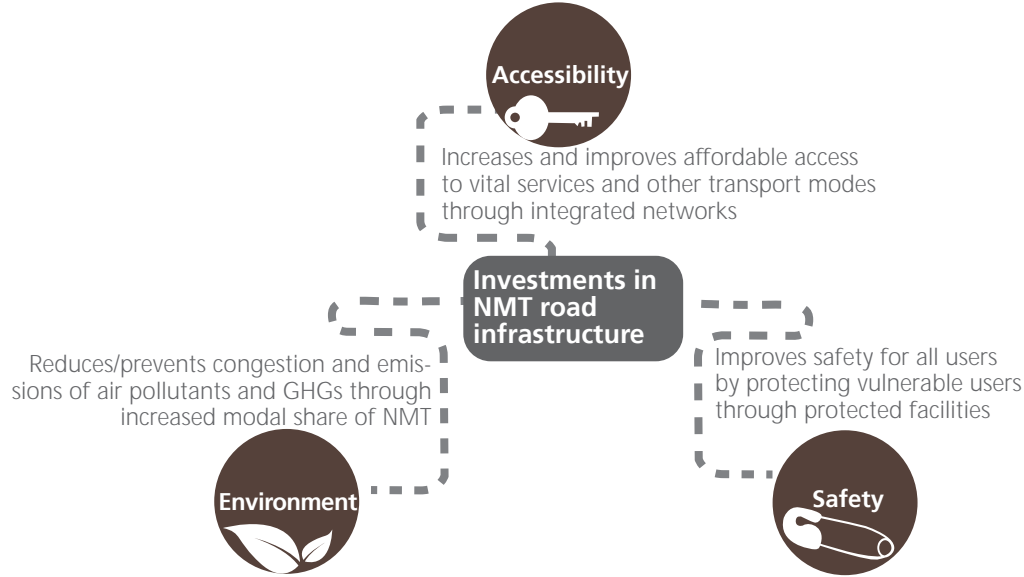 Accessibility
Increases and improves affordable access
to vital services and other transport modes
through integrated networks
Investments in
NMT road
infrastructure
Reduces/prevents congestion and emis-
sions of air pollutants and GHGs through
increased modal share of NMT
Environment
Improves safety for all users
by protecting vulnerable users
through protected facilities
Safety